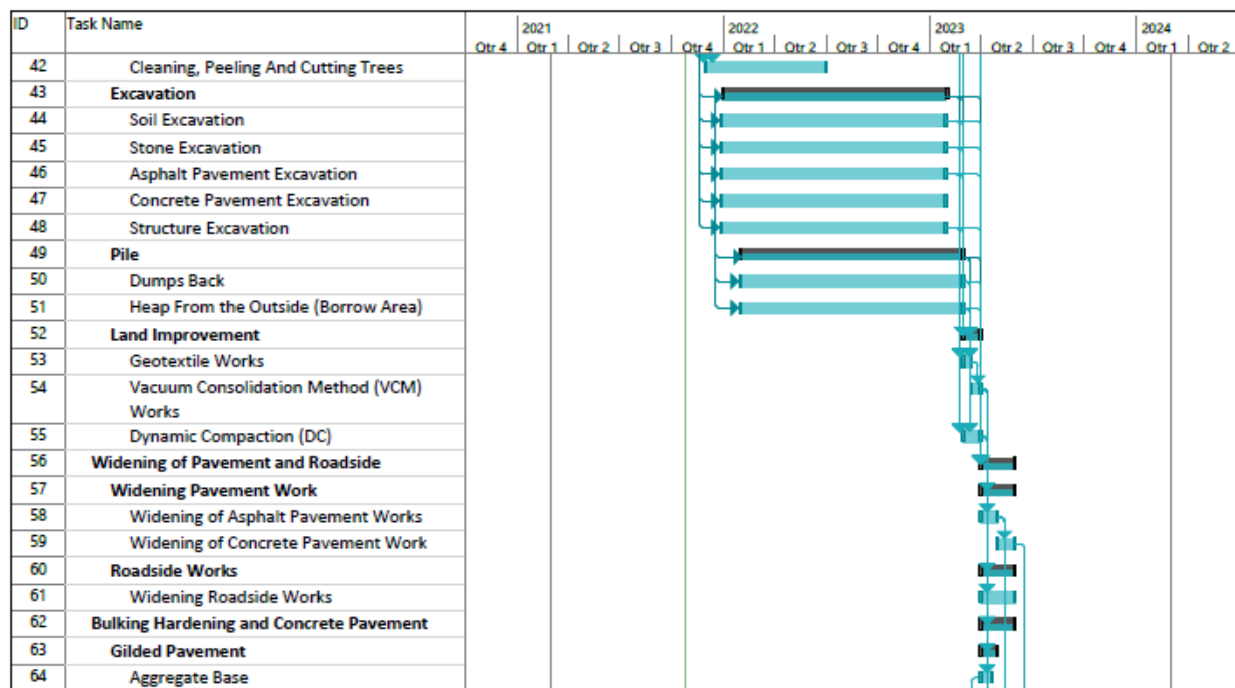 ID Task Name 2021 2022 2023 2024
Qtr 4 Qtr 1 Qtr 2 Qtr 3 Qtr 4 Qtr 1 Qtr 2 Qtr 3 Qtr 4 Qtr 1 Qtr 2 Qtr 3 Qtr 4 Qtr 1 Qtr 2
42 Cleaning, Peeling And Cutting Trees
43 Excavation
44 Soil Excavation
45 Stone Excavation
46 Asphalt Pavement Excavation
47 Concrete Pavement Excavation
48 Structure Excavation
49 Pile
50 Dumps Back
51 Heap From the Outside (Borrow Area)
52 Land Improvement
53 Geotextile Works
54 Vacuum Consolidation Method (VCM)
Works
55 Dynamic Compaction (DC)
56 Widening of Pavement and Roadside
57 Widening Pavement Work
58 Widening of Asphalt Pavement Works
59 Widening of Concrete Pavement Work
60 Roadside Works
61 Widening Roadside Works
62 Bulking Hardening and Concrete Pavement
63 Gilded Pavement
64 Aggregate Base